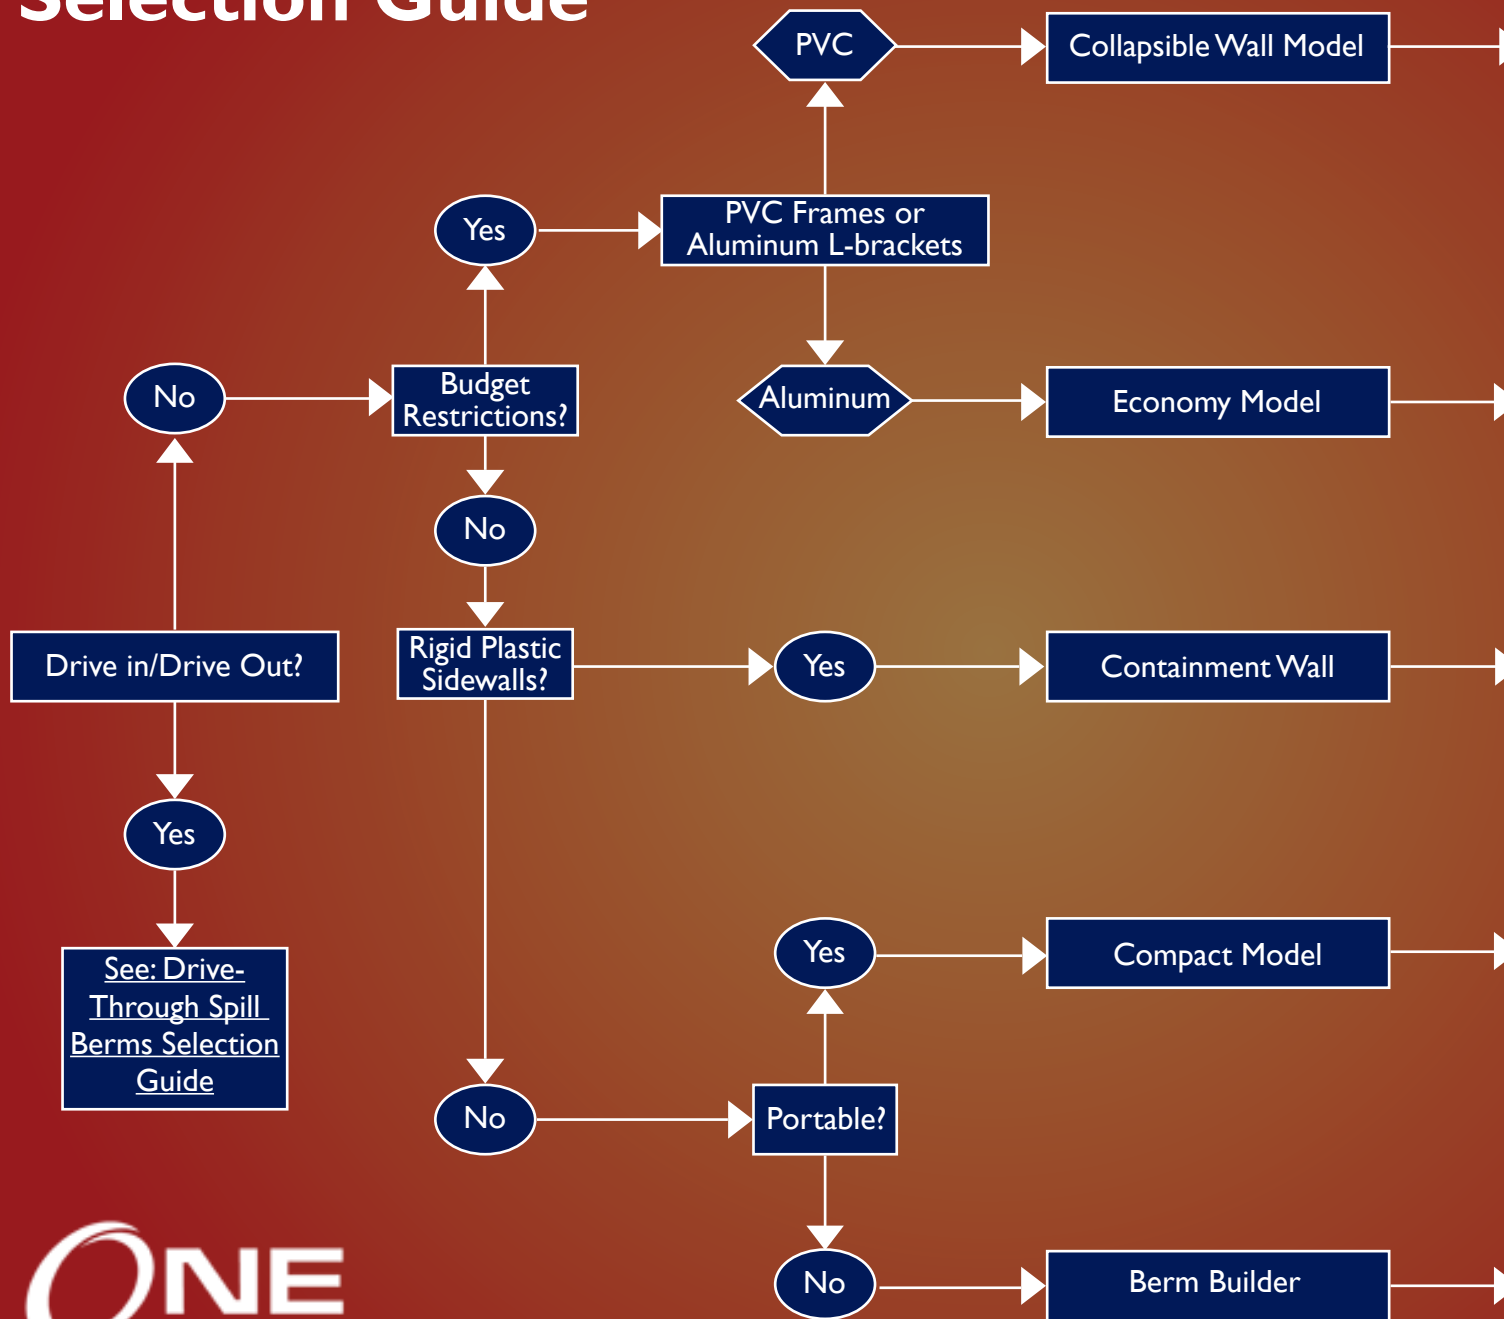 Selection Guide
PVC
Collapsible Wall Model
Yes
PVC Frames or
Aluminum L-brackets
No
Budget
Restrictions?
Aluminum
Economy Model
No
Drive in/Drive Out?
Rigid Plastic
Sidewalls?
Yes
Containment Wall
Yes
See: Drive-
Through Spill
Berms Selection
Guide
Yes
Compact Model
No
Portable?
No
Berm Builder
ONE